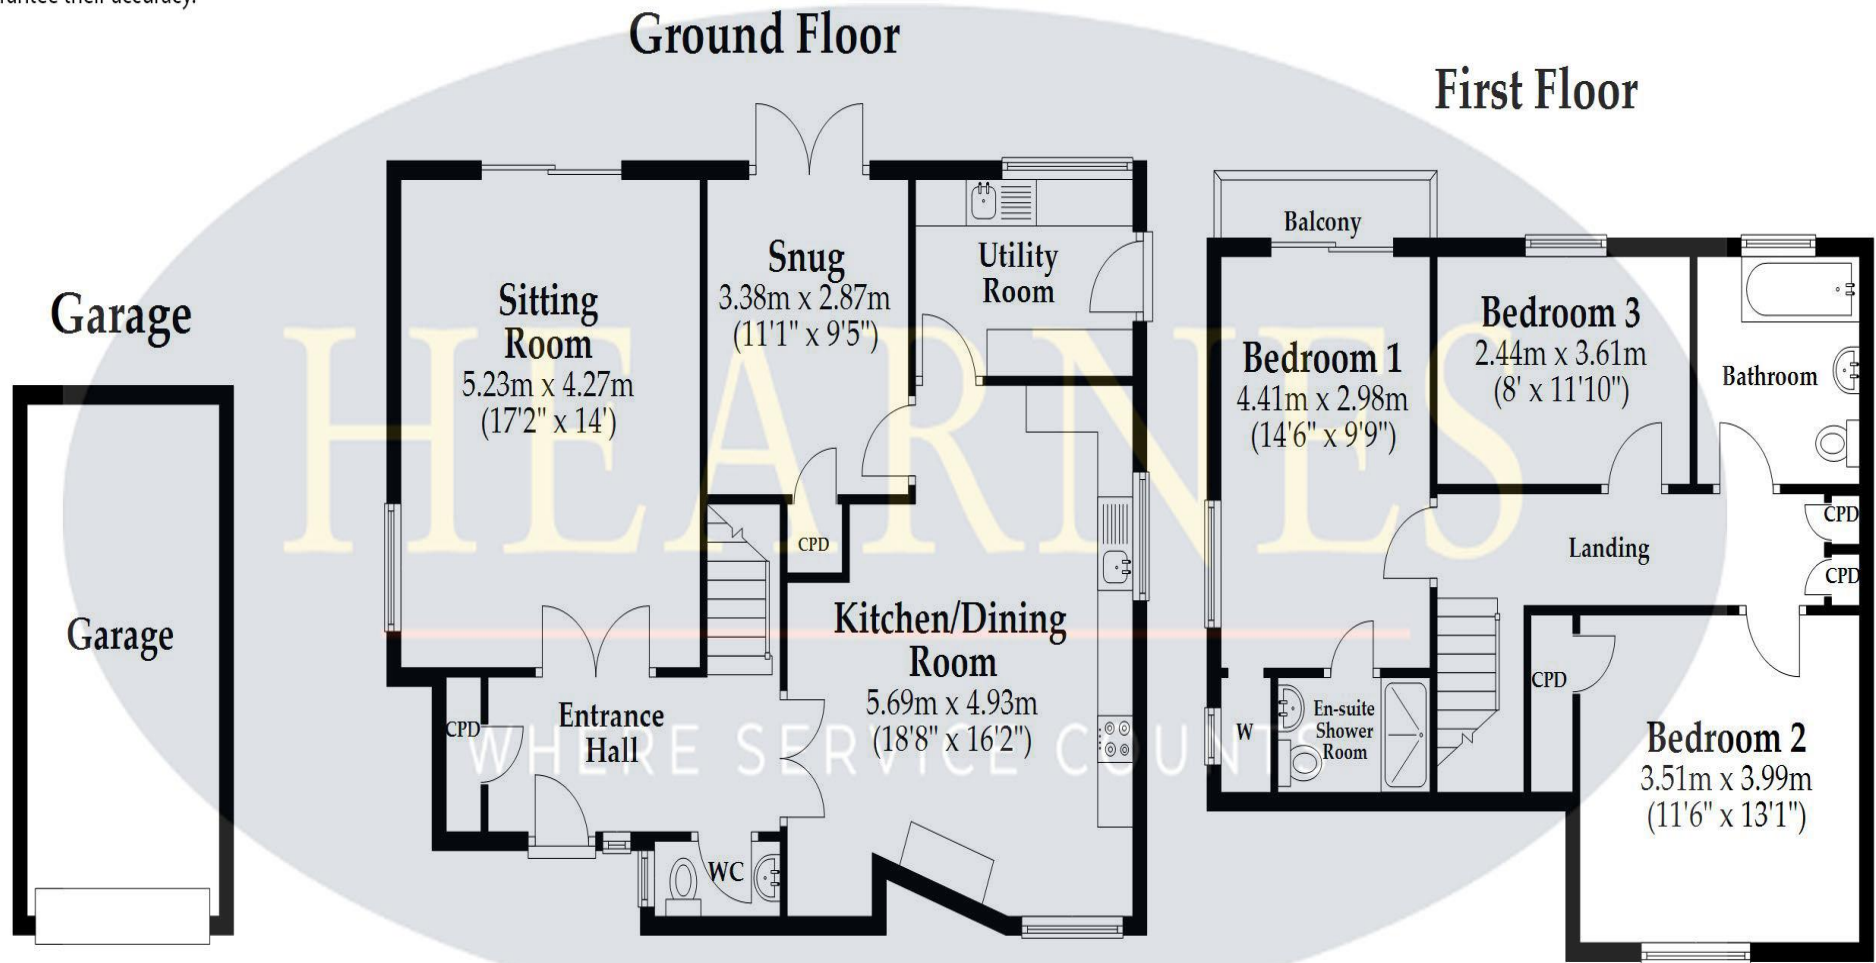 their accuracy.
Ground Floor
First Floor
Garage
Garage
Sitting
Room
5.23m x 4.27m
(17'2" x 14')
Snug
3.38m x 2.87m
(11'1" x 9'5")
Utility
Room
CPD
Kitchen/Dining
Room
5.69m x 4.93m
(18'8" x 16'2")
Entrance
Hall
CPD
WC
Balcony
Bedroom 1
4.41m x 2.98m
(14'6" x 9'9")
Bedroom 3
2.44m x 3.61m
(8' x 11'10")
Bathroom
CPD
Landing
CPD
CPD
W
En-suite
Shower
Room
Bedroom 2
3.51m x 3.99m
(11'6" x 13'1")
HEARNES
WHERE SERVICE COUNTS